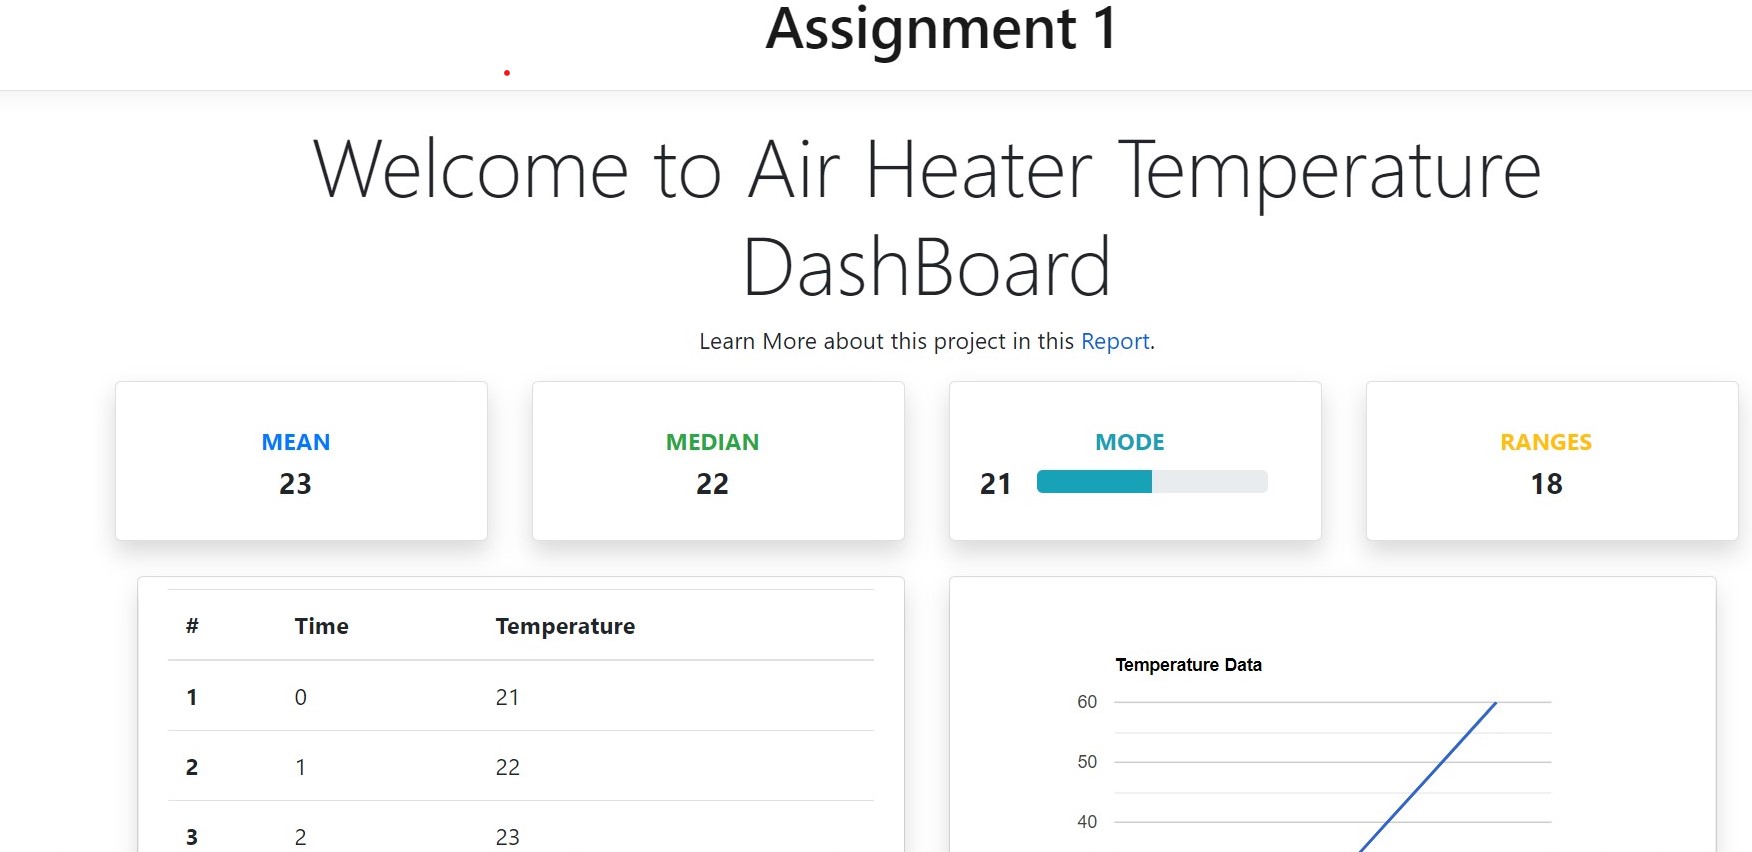 Assignment 1
Welcome to Air Heater Temperature
DashBoard
Learn More about this project in this Report.
MEAN
23
MEDIAN
22
MODE
21
RANGES
18
# Time Temperature
1 0 21
2 1 22
3 2 23
Temperature Data
60
50
40